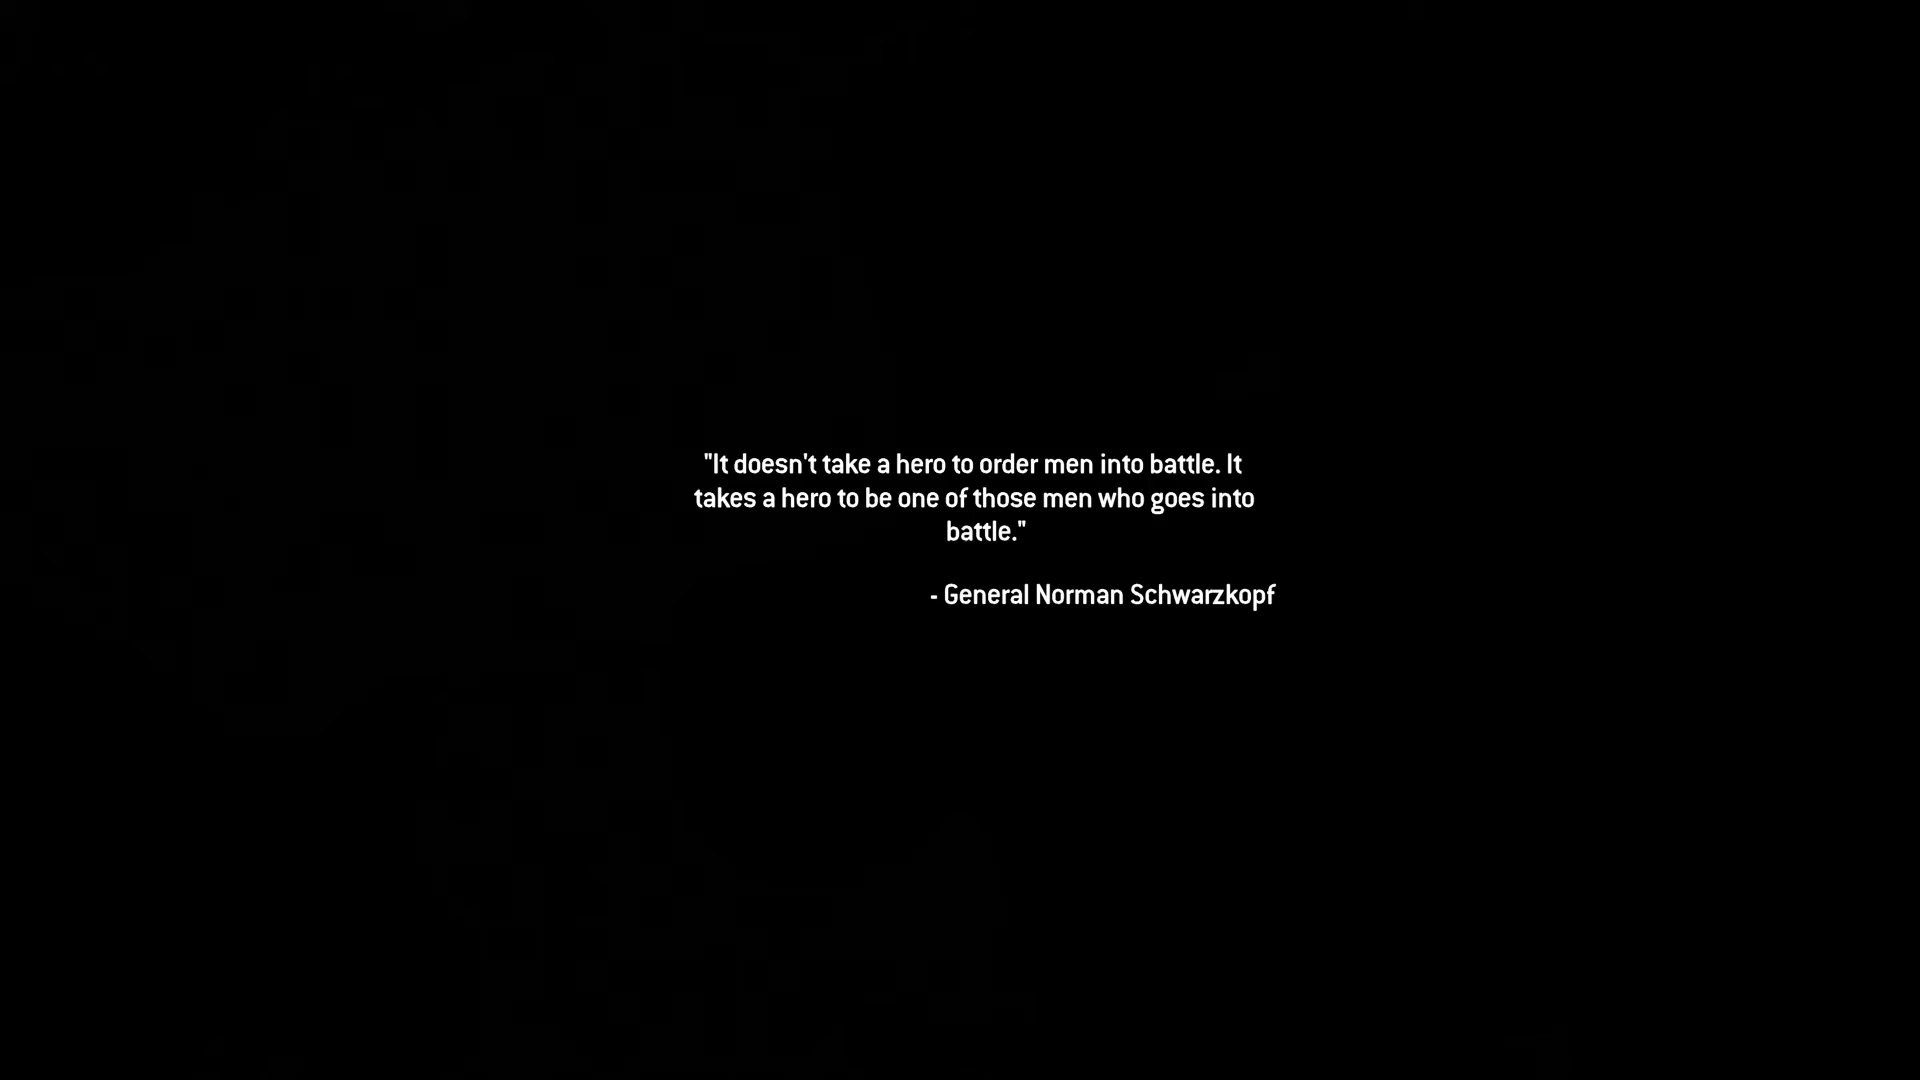 "It doesn't take a hero to order men into battle. It
takes a hero to be one of those men who goes into
battle."
- General Norman Schwarzkopf